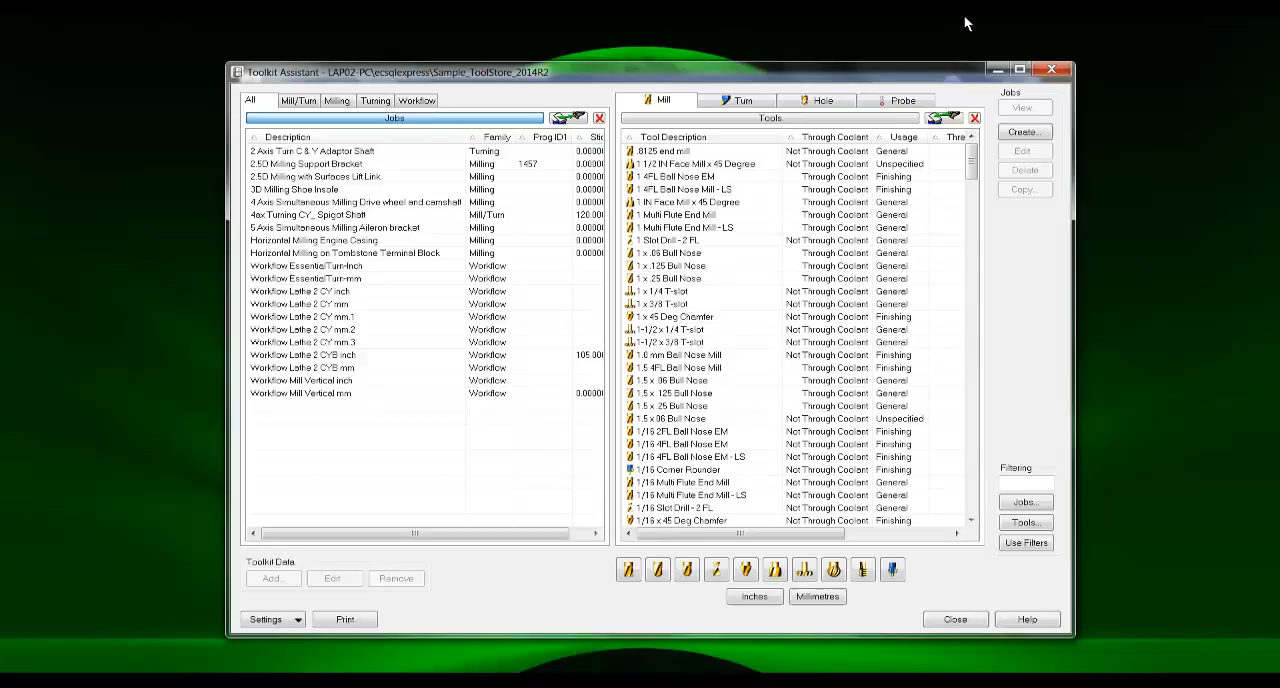 Toolkit Assistant - LAP02-PC\ecsqlexpress\Sample_ToolStore_2014R2
All Mill/Turn Milling Turning Workflow
Jobs
Description Family Prog ID1
2 Axis Turn C & Y Adaptor Shaft Turning 0.0000
2.5D Milling Support Bracket Milling 1457 0.0000
2.5D Milling with Surfaces Lift Link Milling 0.0000
3D Milling Shoe Insole Milling 0.0000
4 Axis Simultaneous Milling Drive wheel and camshaft Milling 0.0000
4ax Turning CY_ Spigot Shaft Mill/Turn 120.00
5 Axis Simultaneous Milling Aileron bracket Milling 0.0000
Horizontal Milling Engine Casing Milling 0.0000
Horizontal Milling on Tombstone Terminal Block Milling 0.0000
Workflow Essential-Turn-Inch Workflow
Workflow Essential-Turn-mm Workflow
Workflow Lathe 2 CY inch Workflow
Workflow Lathe 2 CY mm Workflow
Workflow Lathe 2 CY mm.1 Workflow
Workflow Lathe 2 CY mm.2 Workflow
Workflow Lathe 2 CY mm.3 Workflow
Workflow Lathe 2 CYB inch Workflow 105.00
Workflow Lathe 2 CYB mm Workflow
Workflow Mill Vertical inch Workflow
Workflow Mill Vertical mm Workflow 0.0000
Toolkit Data
Add... Edit Remove
Settings Print
Mill Turn Hole Probe
Tools
Tool Description Through Coolant Usage Thre
.8125 end mill Not Through Coolant General
1 1/2 IN Face Mill x 45 Degree Not Through Coolant Unspecified
1 4FL Ball Nose EM Through Coolant Finishing
1 4FL Ball Nose Mill - LS Through Coolant Finishing
1 IN Face Mill x 45 Degree Through Coolant General
1 Multi Flute End Mill Through Coolant General
1 Multi Flute End Mill - LS Through Coolant General
1 Slot Drill - 2 FL Not Through Coolant General
1 x .06 Bull Nose Through Coolant General
1 x .125 Bull Nose Through Coolant General
1 x .25 Bull Nose Through Coolant General
1 x 1/4 T-slot Not Through Coolant General
1 x 3/8 T-slot Not Through Coolant General
1 x 45 Deg Chamfer Through Coolant Finishing
1-1/2 x 1/4 T-slot Not Through Coolant General
1-1/2 x 3/8 T-slot Not Through Coolant General
1.0 mm Ball Nose Mill Not Through Coolant Finishing
1.5 4FL Ball Nose Mill Through Coolant Finishing
1.5 x .06 Bull Nose Through Coolant General
1.5 x .125 Bull Nose Through Coolant General
1.5 x .25 Bull Nose Through Coolant General
1.5 x.06 Bull Nose Not Through Coolant Unspecified
1/16 2FL Ball Nose EM Not Through Coolant Finishing
1/16 4FL Ball Nose EM Not Through Coolant Finishing
1/16 4FL Ball Nose EM - LS Not Through Coolant Finishing
1/16 Corner Rounder Not Through Coolant Finishing
1/16 Multi Flute End Mill Not Through Coolant General
1/16 Multi Flute End Mill - LS Not Through Coolant General
1/16 Slot Drill - 2 FL Not Through Coolant General
1/16 x 45 Deg Chamfer Not Through Coolant Finishing
Inches Millimetres
Jobs
View...
Create...
Edit
Delete
Copy...
Filtering
Jobs...
Tools...
Use Filters
Close Help